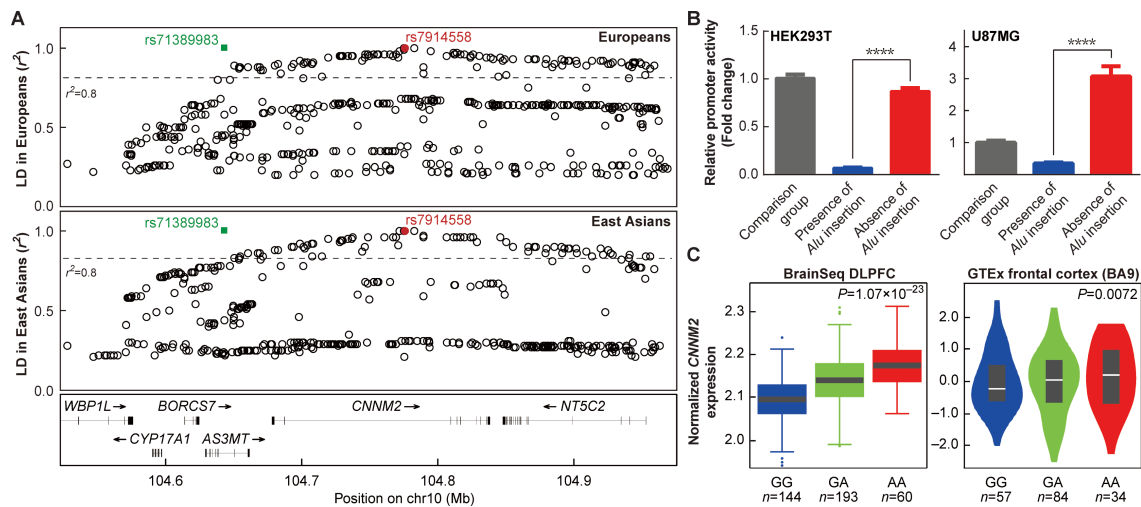 A
LD in Europeans (r²)
1.0
0.5
0.0
rs71389983
rs7914558
Europeans
r²=0.8
LD in East Asians (r²)
1.0
0.5
0.0
rs71389983
rs7914558
East Asians
r²=0.8
WBP1L
BORCS7
CNNM2
NT5C2
CYP17A1
AS3MT
104.6
104.7
104.8
104.9
Position on chr10 (Mb)
B
Relative promoter activity
(Fold change)
HEK293T
1.5
1.0
0.5
0.0
****
Comparison
group
Presence of
Alu insertion
Absence of
Alu insertion
U87MG
4
3
2
1
****
Comparison
group
Presence of
Alu insertion
Absence of
Alu insertion
C
Normalized CNNM2
expression
BrainSeq DLPFC
P=1.07×10⁻²³
2.3
2.2
2.1
2.0
GG
GA
AA
n=144
n=193
n=60
GTEx frontal cortex (BA9)
P=0.0072
2.0
1.0
0.0
−1.0
−2.0
GG
GA
AA
n=57
n=84
n=34